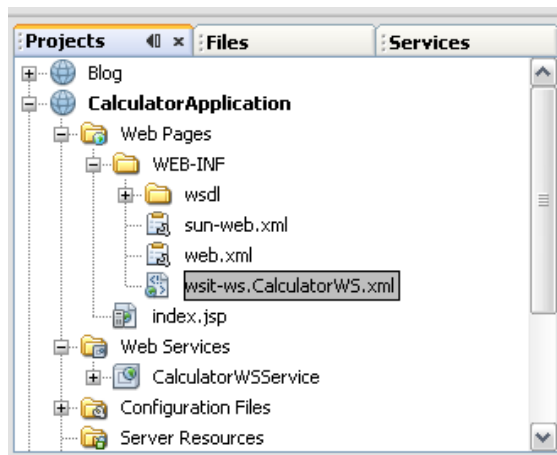 Projects Files Services
Blog
CalculatorApplication
Web Pages
WEB-INF
wsdl
sun-web.xml
web.xml
wsit-ws.CalculatorWS.xml
index.jsp
Web Services
CalculatorWSService
Configuration Files
Server Resources